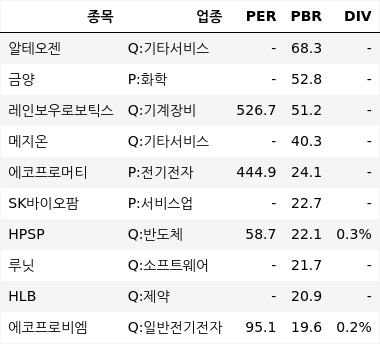 종목 업종 PER PBR DIV
알테오젠 Q:기타서비스 - 68.3 -
금양 P:화학 - 52.8 -
레인보우로보틱스 Q:기계장비 526.7 51.2 -
메지온 Q:기타서비스 - 40.3 -
에코프로머티 P:전기전자 444.9 24.1 -
SK바이오팜 P:서비스업 - 22.7 -
HPSP Q:반도체 58.7 22.1 0.3%
루닛 Q:소프트웨어 - 21.7 -
HLB Q:제약 - 20.9 -
에코프로비엠 Q:일반전기전자 95.1 19.6 0.2%